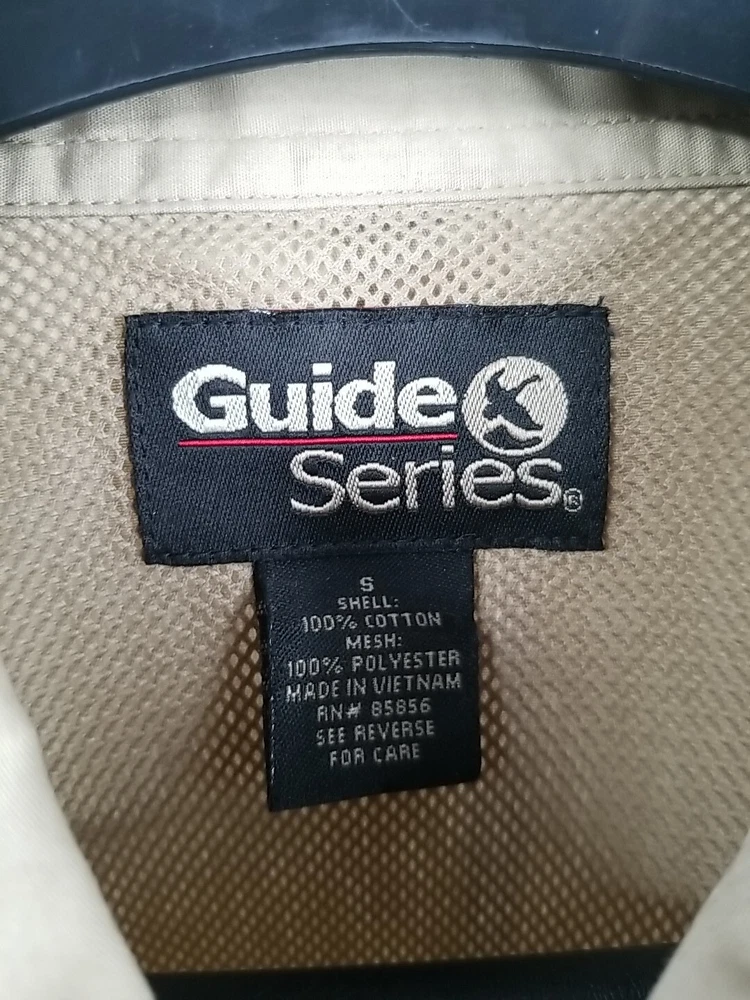 Guide
Series®
S
SHELL:
100% COTTON
MESH:
100% POLYESTER
MADE IN VIETNAM
RN# 85856
SEE REVERSE
FOR CARE